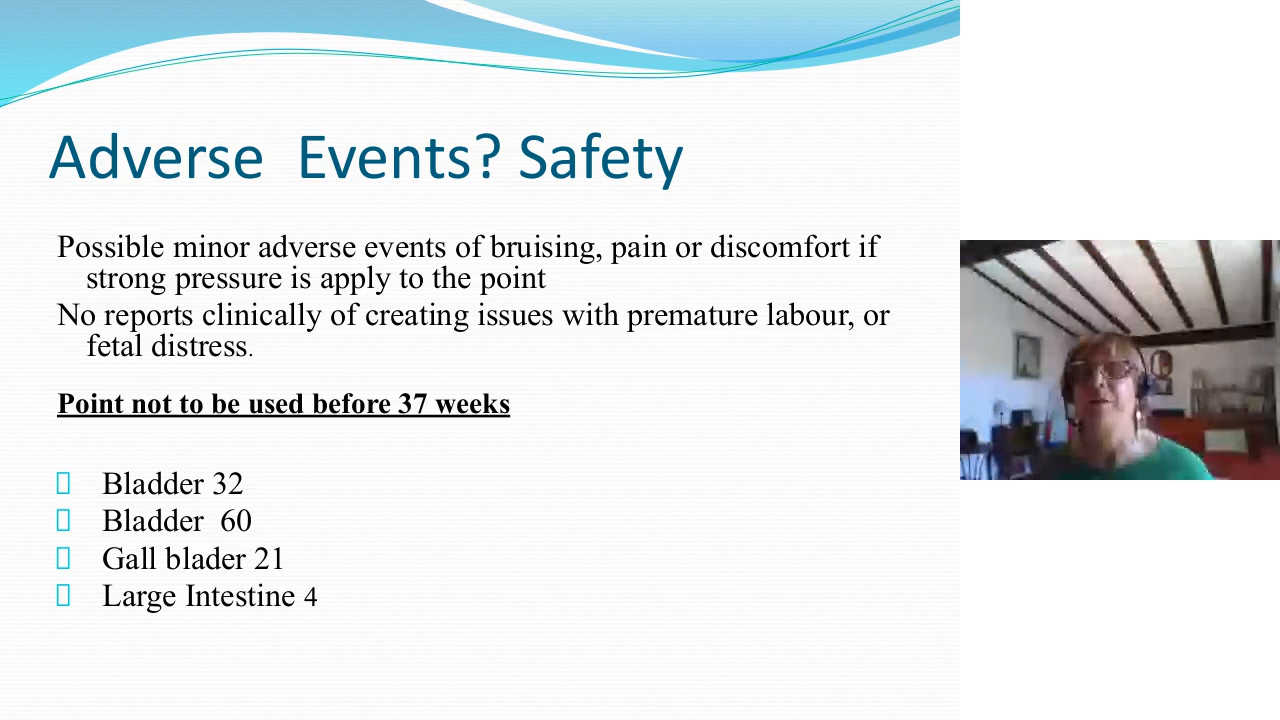 Adverse  Events? Safety
Possible minor adverse events of bruising, pain or discomfort if
strong pressure is apply to the point
No reports clinically of creating issues with premature labour, or
fetal distress.
Point not to be used before 37 weeks
Bladder 32
Bladder  60
Gall blader 21
Large Intestine 4